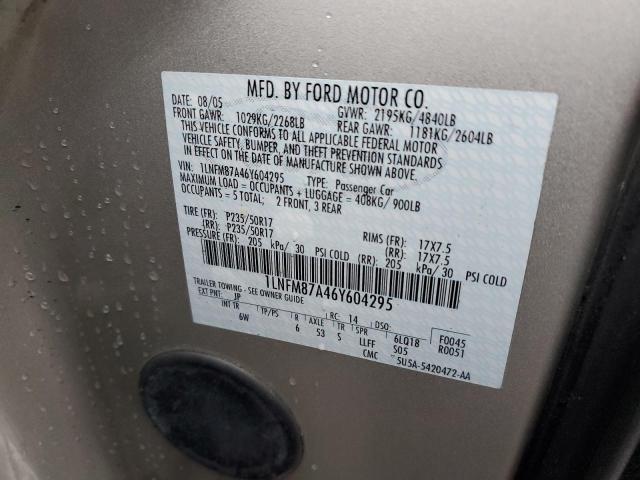 MFD. BY FORD MOTOR CO.
DATE: 08/05 GVWR: 2195KG/4840LB
FRONT GAWR: 1029KG/2268LB REAR GAWR: 1181KG/2604LB
THIS VEHICLE CONFORMS TO ALL APPLICABLE FEDERAL MOTOR
VEHICLE SAFETY, BUMPER, AND THEFT PREVENTION STANDARDS
IN EFFECT ON THE DATE OF MANUFACTURE SHOWN ABOVE.
VIN: 1LNFM87A46Y604295 TYPE: Passenger Car
MAXIMUM LOAD = OCCUPANTS + LUGGAGE = 408KG/900LB
OCCUPANTS = 5 TOTAL; 2 FRONT, 3 REAR
TIRE (FR): P235/50R17 RIMS (FR): 17X7.5
(RR): P235/50R17 (RR): 17X7.5
PRESSURE (FR): 205 kPa/30 PSI COLD (RR): 205 kPa/30 PSI COLD
1LNFM87A46Y604295
TRAILER TOWING - SEE OWNER GUIDE
EXT PNT: JP RC: 14 DSO: F0045
INT TR TP/PS R AXLE TR SPR 6LQ18 R0051
6W 6 53 S LLFF S05
CMC 5U5A-5420472-AA